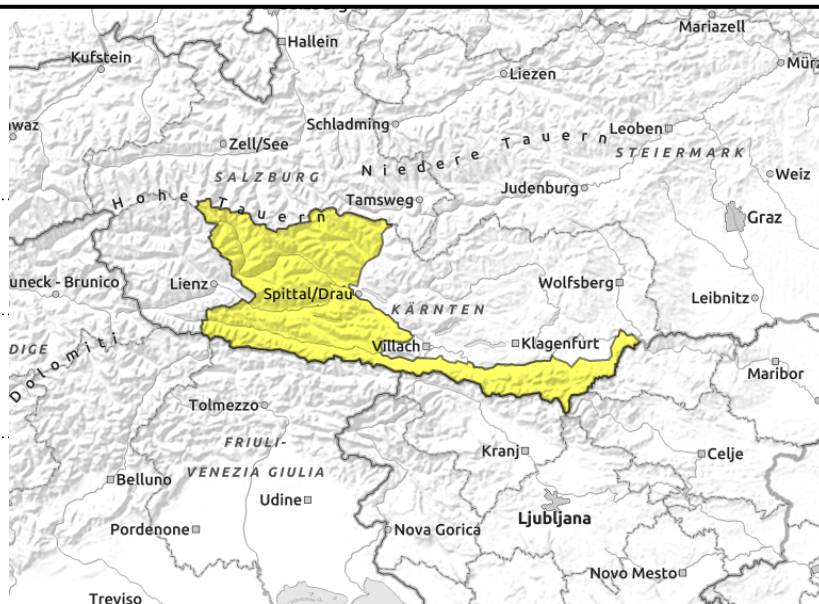 Hallein
Mariazell
Kufstein
Liezen
Mürz
waz
Schladming
Leoben
Zell/See
Niedere Tauern
STEIERMARK
SALZBURG
Weiz
Judenburg
Hohe Tauern
Tamsweg
Graz
uneck - Brunico
Lienz
Wolfsberg
Spittal/Drau
Leibnitz
KÄRNTEN
DIGE
Dolomiti
Villach
Klagenfurt
Maribor
Tolmezzo
FRIULI-
VENEZIA GIULIA
Kranj
Celje
Belluno
Udine
Ljubljana
Pordenone
Nova Gorica
Novo Mesto
Treviso